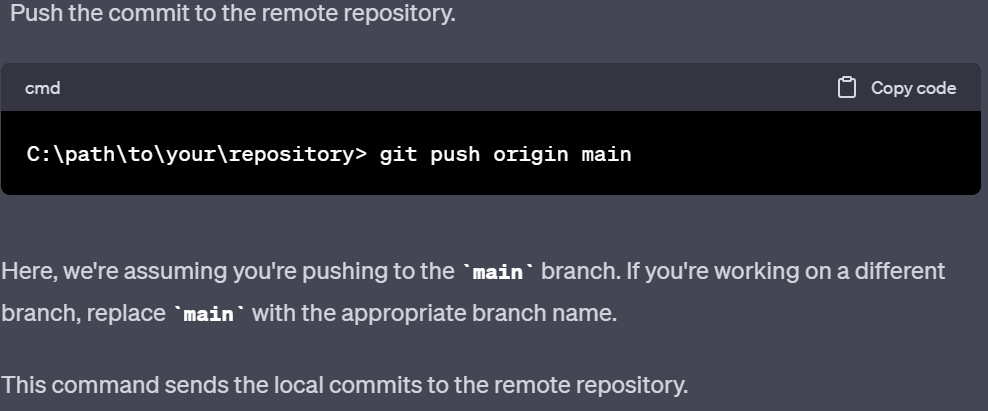 Push the commit to the remote repository.
cmd
Copy code
C:\path\to\your\repository> git push origin main
Here, we're assuming you're pushing to the `main` branch. If you're working on a different
branch, replace `main` with the appropriate branch name.
This command sends the local commits to the remote repository.